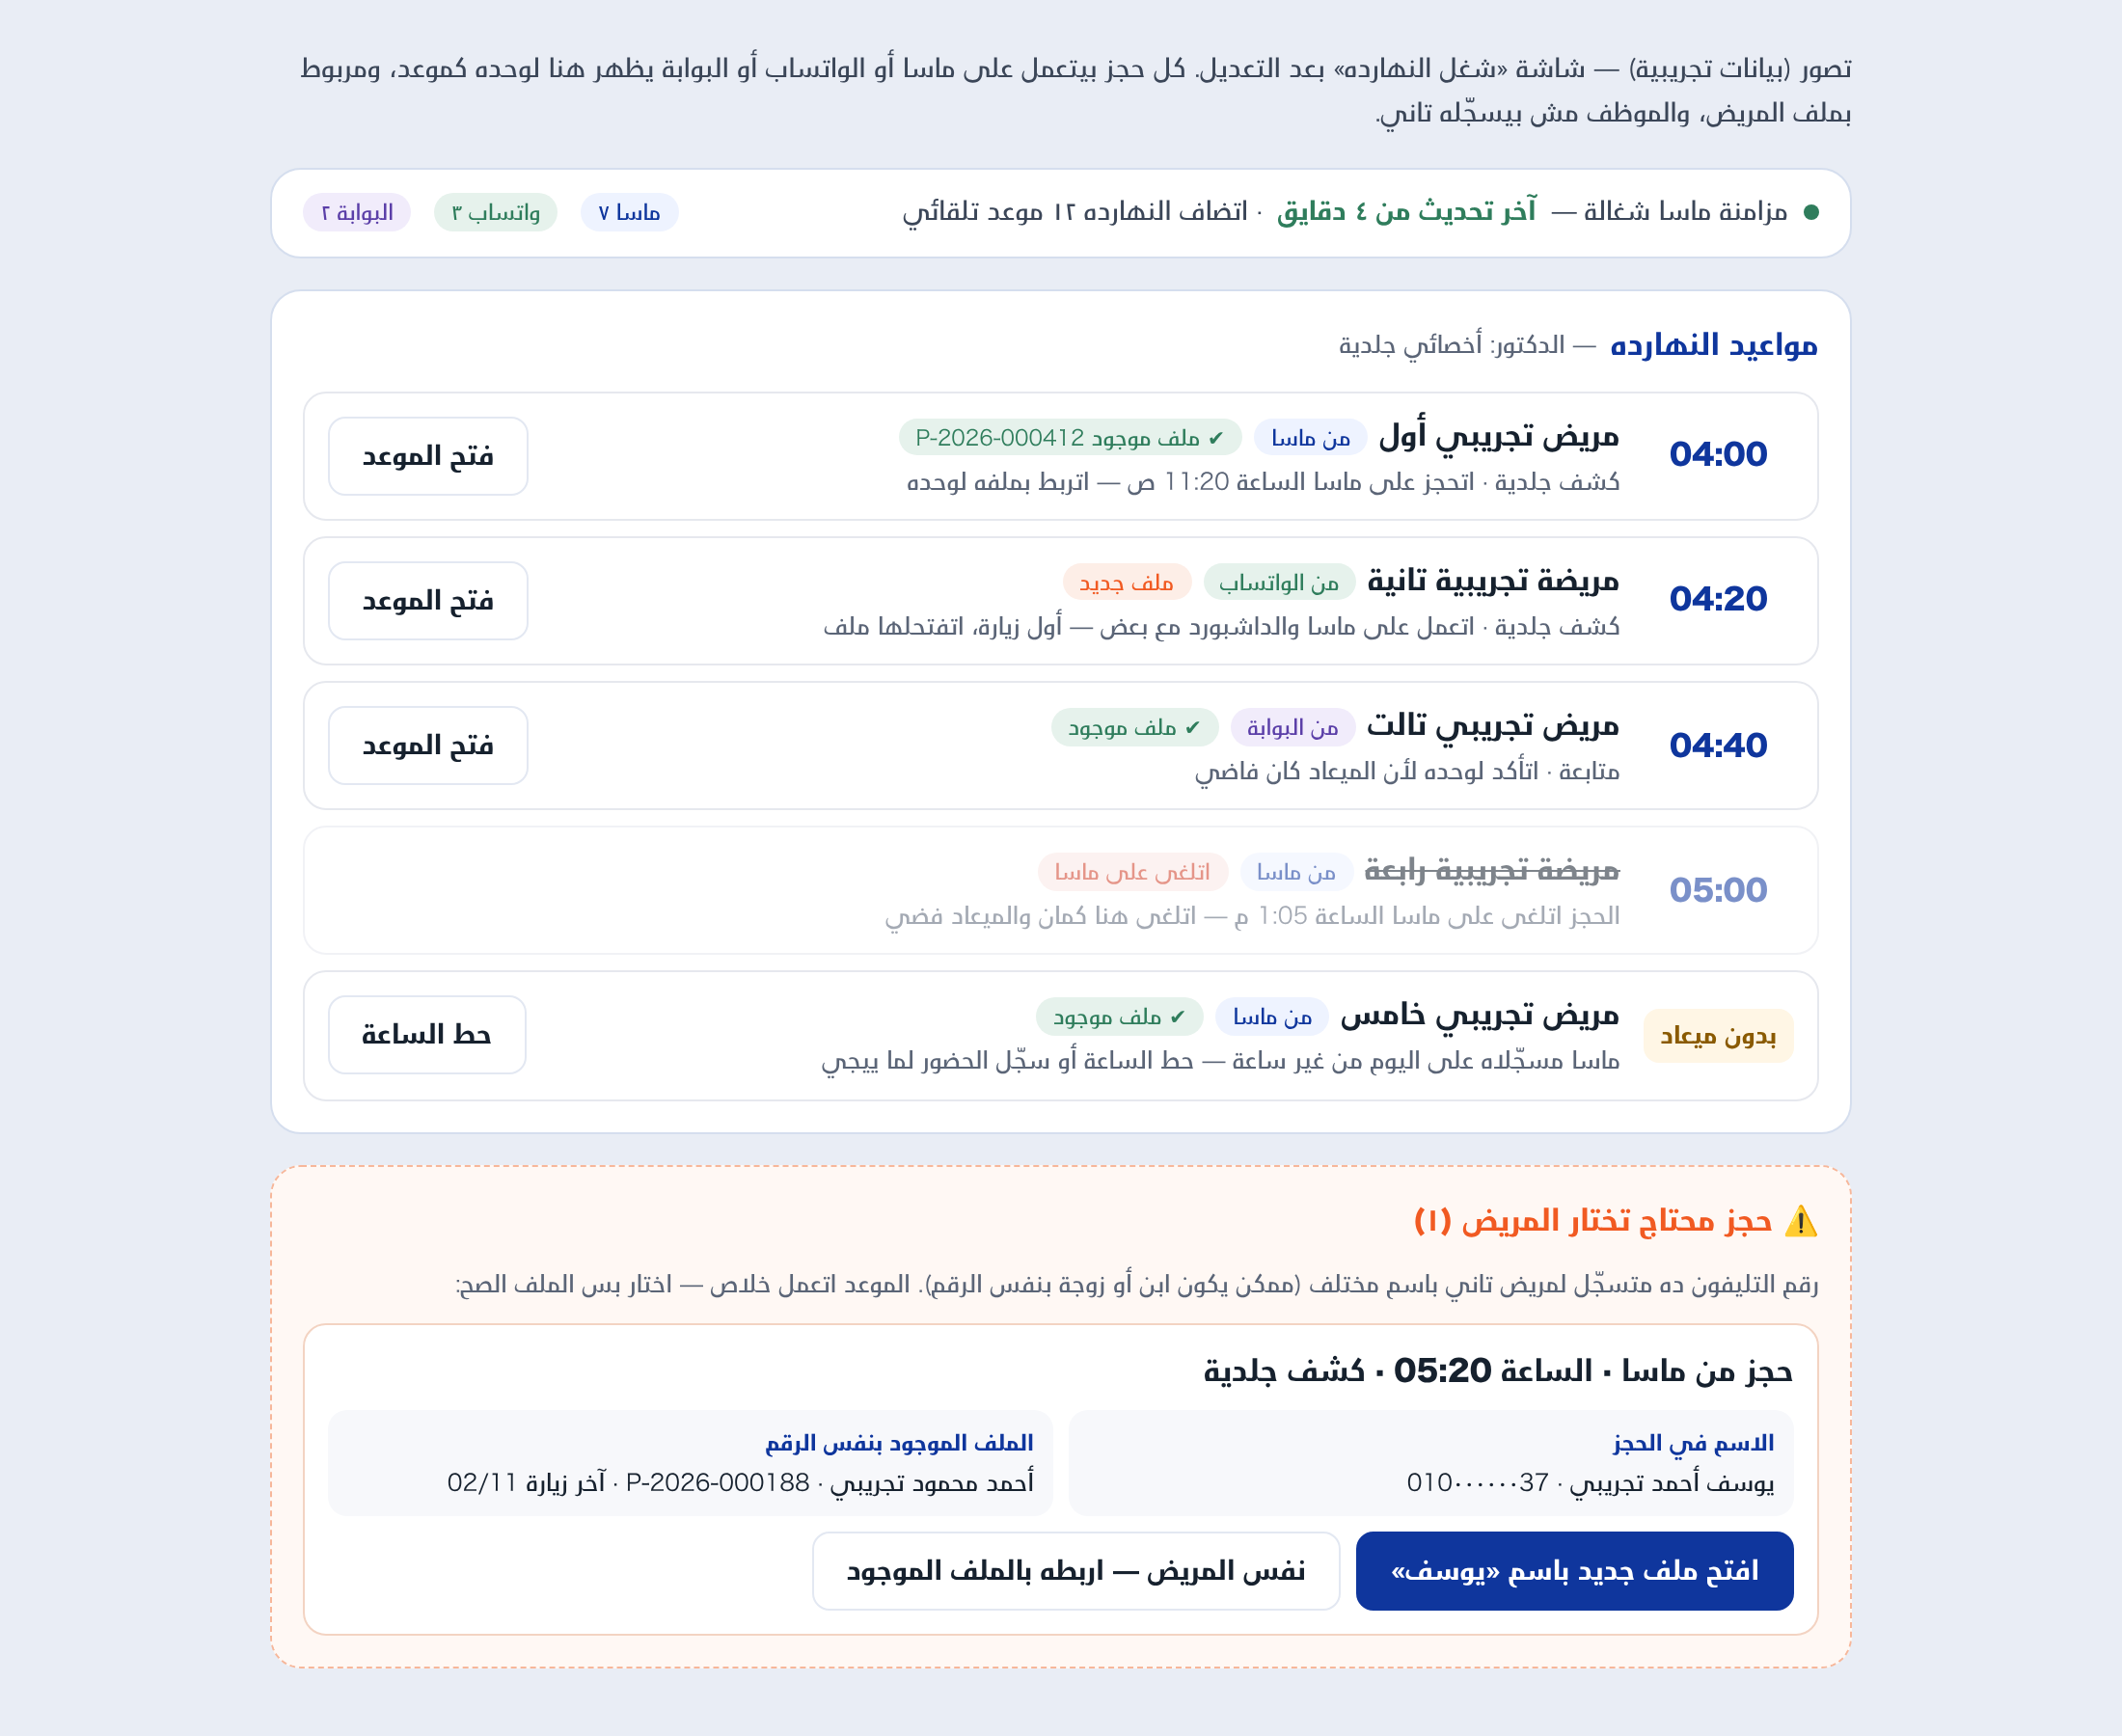 تصور (بيانات تجريبية) — شاشة «شغل النهارده» بعد التعديل. كل حجز بيتعمل على ماسا أو الواتساب أو البوابة يظهر هنا لوحده كموعد، ومربوط
بملف المريض، والموظف مش بيسجّله تاني.
مزامنة ماسا شغالة — آخر تحديث من ٤ دقايق · اتضاف النهارده ١٢ موعد تلقائي
ماسا ٧ واتساب ٣ البوابة ٢
مواعيد النهارده — الدكتور: أخصائي جلدية
04:00
مريض تجريبي أول من ماسا ✔ ملف موجود P-2026-000412
كشف جلدية · اتحجز على ماسا الساعة 11:20 ص — اتربط بملفه لوحده
فتح الموعد
04:20
مريضة تجريبية تانية من الواتساب ملف جديد
كشف جلدية · اتعمل على ماسا والداشبورد مع بعض — أول زيارة، اتفتحلها ملف
فتح الموعد
04:40
مريض تجريبي تالت من البوابة ✔ ملف موجود
متابعة · اتأكد لوحده لأن الميعاد كان فاضي
فتح الموعد
05:00
مريضة تجريبية رابعة من ماسا اتلغى على ماسا
الحجز اتلغى على ماسا الساعة 1:05 م — اتلغى هنا كمان والميعاد فضي
بدون ميعاد
مريض تجريبي خامس من ماسا ✔ ملف موجود
ماسا مسجّلاه على اليوم من غير ساعة — حط الساعة أو سجّل الحضور لما ييجي
حط الساعة
⚠️ حجز محتاج تختار المريض (١)
رقم التليفون ده متسجّل لمريض تاني باسم مختلف (ممكن يكون ابن أو زوجة بنفس الرقم). الموعد اتعمل خلاص — اختار بس الملف الصح:
حجز من ماسا · الساعة 05:20 · كشف جلدية
الاسم في الحجز
يوسف أحمد تجريبي · 010······37
الملف الموجود بنفس الرقم
أحمد محمود تجريبي · P-2026-000188 · آخر زيارة 02/11
افتح ملف جديد باسم «يوسف»
نفس المريض — اربطه بالملف الموجود